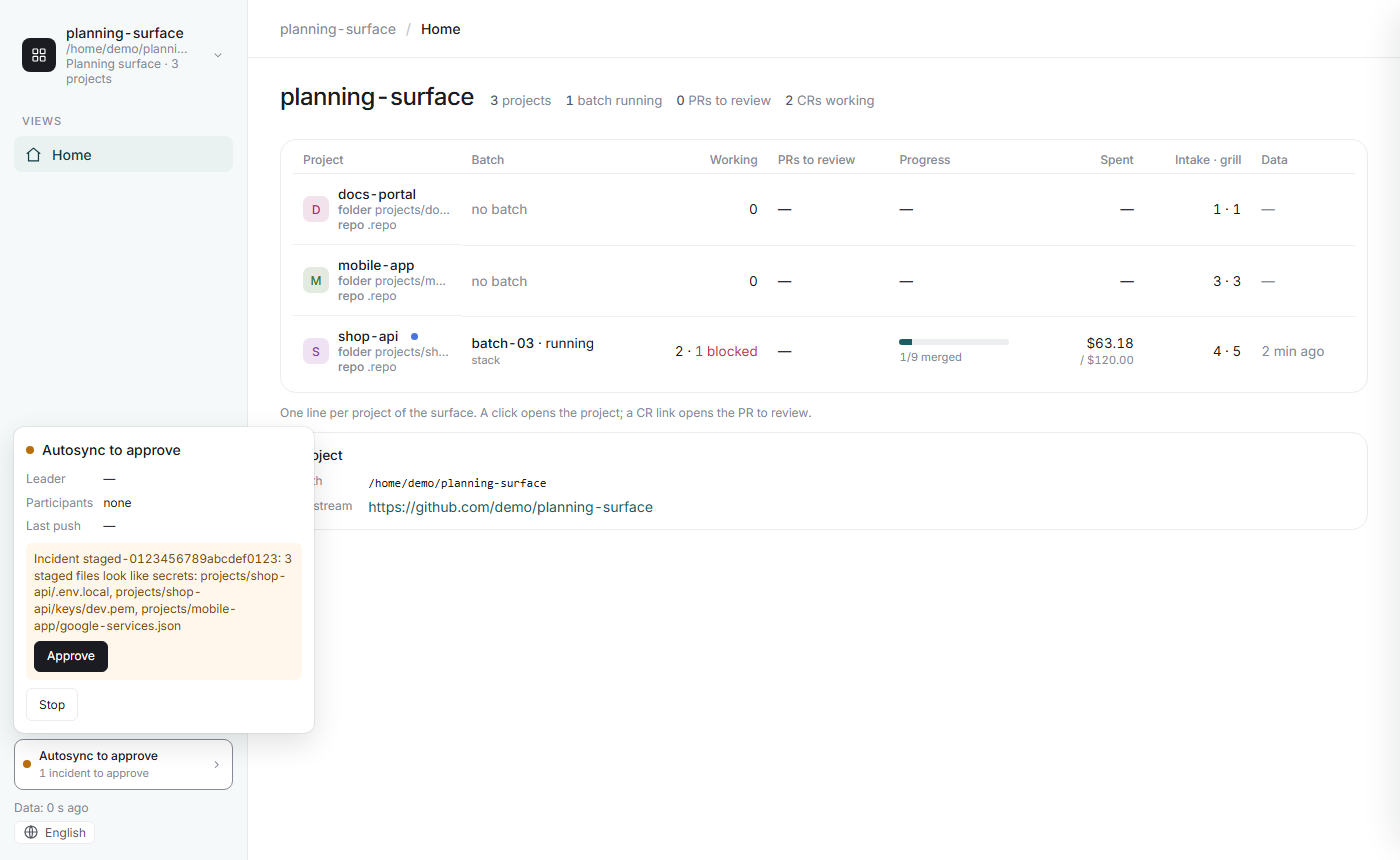 planning-surface
/home/demo/planni...
Planning surface · 3
projects
VIEWS
Home
planning-surface / Home
planning-surface 3 projects 1 batch running 0 PRs to review 2 CRs working
Project Batch Working PRs to review Progress Spent Intake · grill Data
docs-portal
D folder projects/do... no batch 0 — — — 1 · 1 —
repo .repo
mobile-app
M folder projects/m... no batch 0 — — — 3 · 3 —
repo .repo
shop-api batch-03 · running $63.18
S folder projects/sh... stack 2 · 1 blocked — 1/9 merged / $120.00 4 · 5 2 min ago
repo .repo
One line per project of the surface. A click opens the project; a CR link opens the PR to review.
oject
th /home/demo/planning-surface
stream https://github.com/demo/planning-surface
Autosync to approve
Leader —
Participants none
Last push —
Incident staged-0123456789abcdef0123: 3
staged files look like secrets: projects/shop-
api/.env.local, projects/shop-
api/keys/dev.pem, projects/mobile-
app/google-services.json
Approve
Stop
Autosync to approve
1 incident to approve
Data: 0 s ago
English